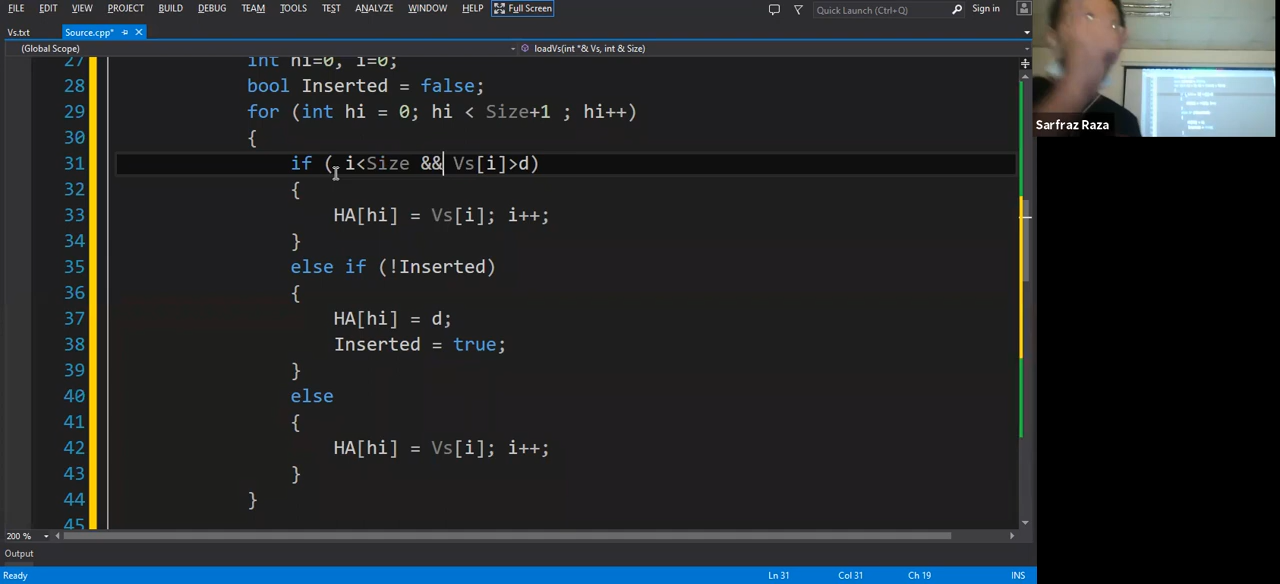 FILE EDIT VIEW PROJECT BUILD DEBUG TEAM TOOLS TEST ANALYZE WINDOW HELP Full Screen Quick Launch (Ctrl+Q) Sign in
Vs.txt Source.cpp*
(Global Scope) loadVs(int *& Vs, int & Size)
27 int hi=0, i=0;
28 bool Inserted = false;
29 for (int hi = 0; hi < Size+1 ; hi++)
30 {
31 if ( i<Size && Vs[i]>d)
32 {
33 HA[hi] = Vs[i]; i++;
34 }
35 else if (!Inserted)
36 {
37 HA[hi] = d;
38 Inserted = true;
39 }
40 else
41 {
42 HA[hi] = Vs[i]; i++;
43 }
44 }
45
200 %
Output
Ready Ln 31 Col 31 Ch 19 INS
Sarfraz Raza